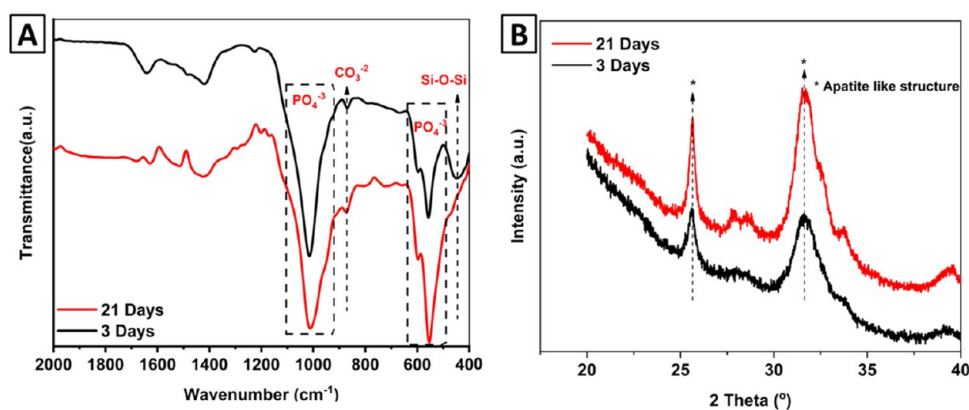 A
CO₃⁻²
Si-O-Si
PO₄⁻³
PO₄⁻³
Transmittance(a.u.)
21 Days
3 Days
2000 1800 1600 1400 1200 1000 800 600 400
Wavenumber (cm⁻¹)
B
21 Days
3 Days
*
*
* Apatite like structure
Intensity (a.u.)
20 25 30 35 40
2 Theta (º)